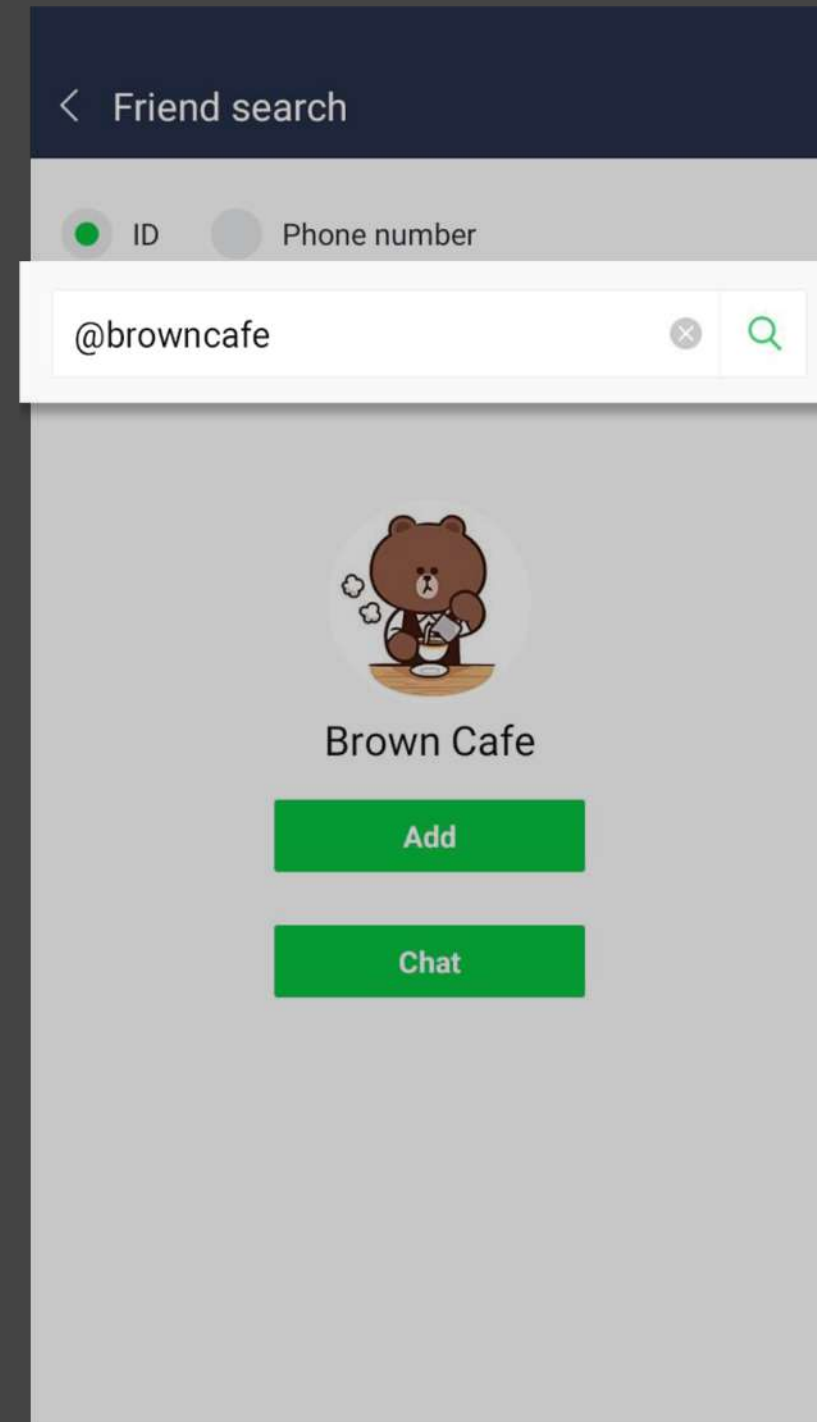 Friend search
ID Phone number
@browncafe
Brown Cafe
Add
Chat